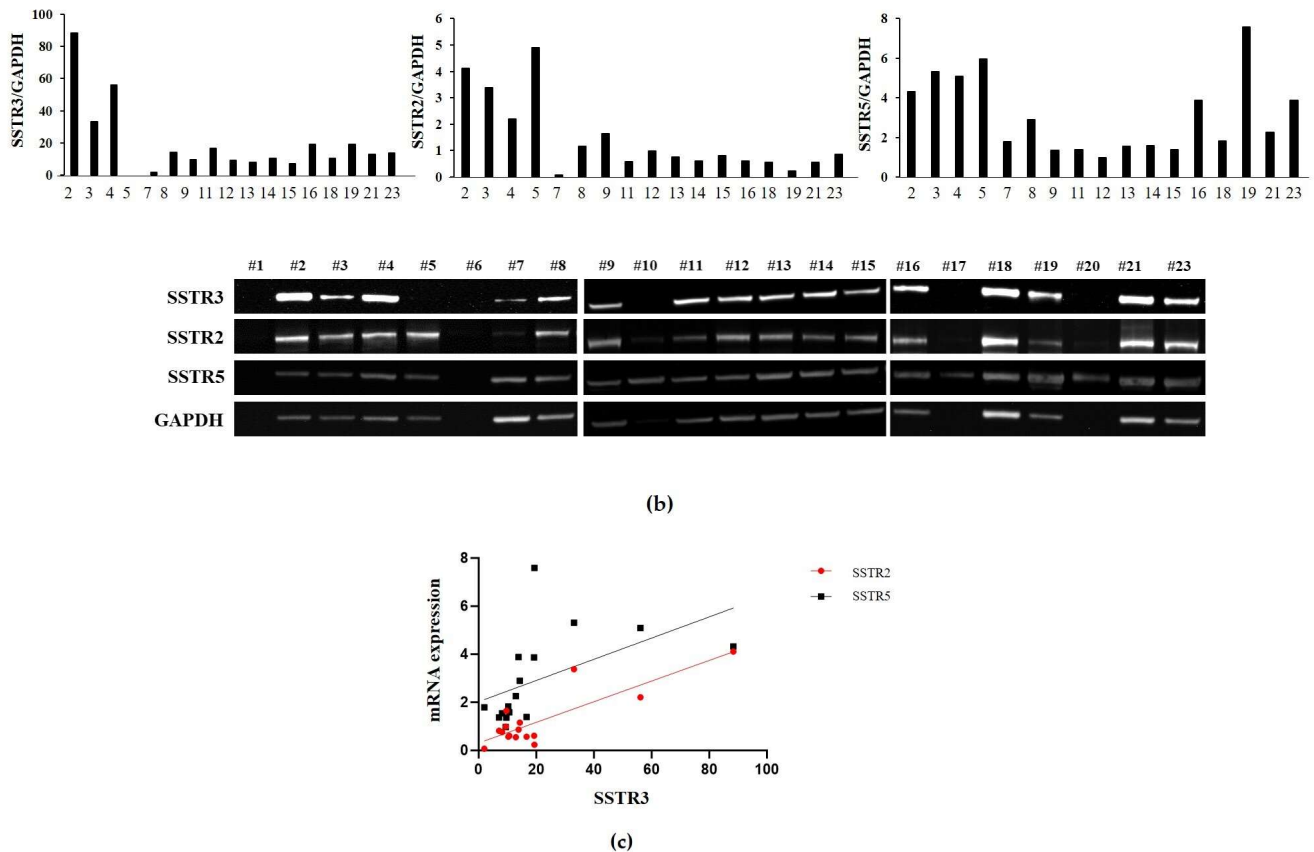 SSTR3/GAPDH
100
80
60
40
20
0
2 3 4 5 7 8 9 11 12 13 14 15 16 18 19 21 23
SSTR2/GAPDH
6
5
4
3
2
1
0
2 3 4 5 7 8 9 11 12 13 14 15 16 18 19 21 23
SSTR5/GAPDH
8
6
4
2
0
2 3 4 5 7 8 9 11 12 13 14 15 16 18 19 21 23
#1 #2 #3 #4 #5 #6 #7 #8 #9 #10 #11 #12 #13 #14 #15 #16 #17 #18 #19 #20 #21 #23
SSTR3
SSTR2
SSTR5
GAPDH
(b)
mRNA expression
8
6
4
2
0
0 20 40 60 80 100
SSTR3
SSTR2
SSTR5
(c)